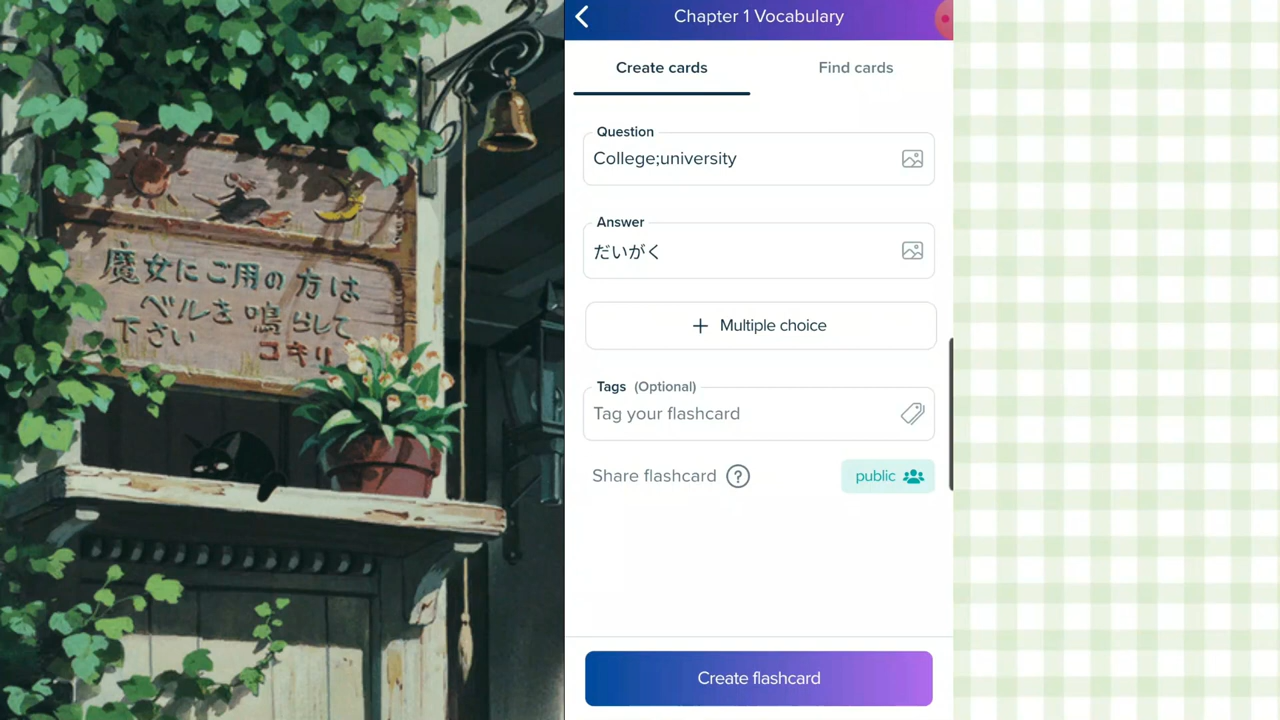 魔女にご用の方は
ベルを鳴らして
下さい
コキリ
Chapter 1 Vocabulary
Create cards
Find cards
Question
College;university
Answer
だいがく
+ Multiple choice
Tags (Optional)
Tag your flashcard
Share flashcard ?
public
Create flashcard